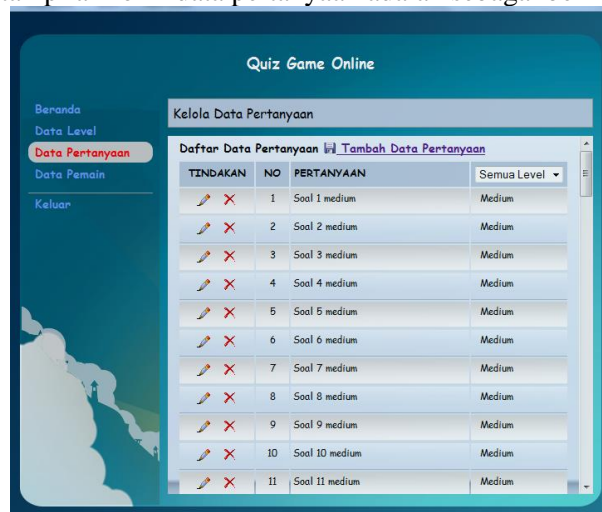 Quiz Game Online
Beranda
Data Level
Data Pertanyaan
Data Pemain
Keluar
Kelola Data Pertanyaan
Daftar Data Pertanyaan Tambah Data Pertanyaan
TINDAKAN NO PERTANYAAN Semua Level
1 Soal 1 medium Medium
2 Soal 2 medium Medium
3 Soal 3 medium Medium
4 Soal 4 medium Medium
5 Soal 5 medium Medium
6 Soal 6 medium Medium
7 Soal 7 medium Medium
8 Soal 8 medium Medium
9 Soal 9 medium Medium
10 Soal 10 medium Medium
11 Soal 11 medium Medium